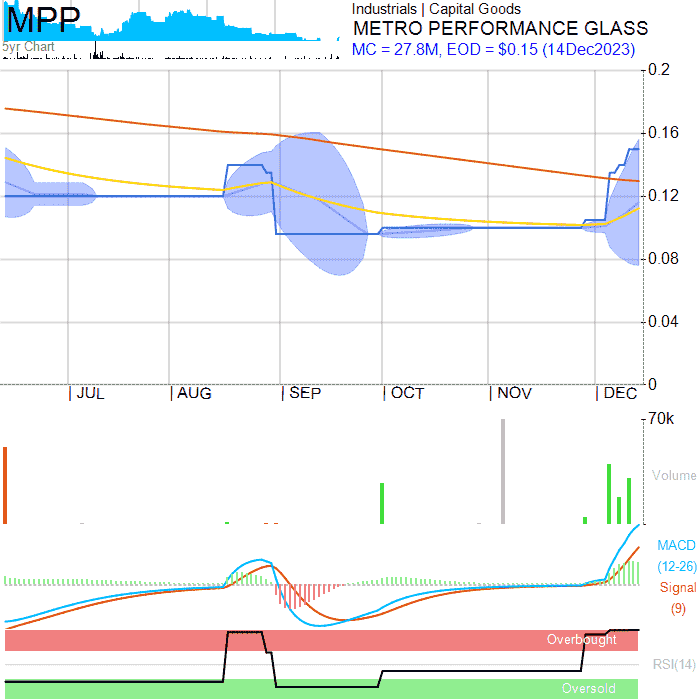 MPP
5yr Chart
Industrials | Capital Goods
METRO PERFORMANCE GLASS
MC = 27.8M, EOD = $0.15 (14Dec2023)
0.2
0.16
0.12
0.08
0.04
0
| JUL | AUG | SEP | OCT | NOV | DEC
70k
Volume
MACD
(12-26)
Signal
(9)
Overbought
RSI(14)
Oversold